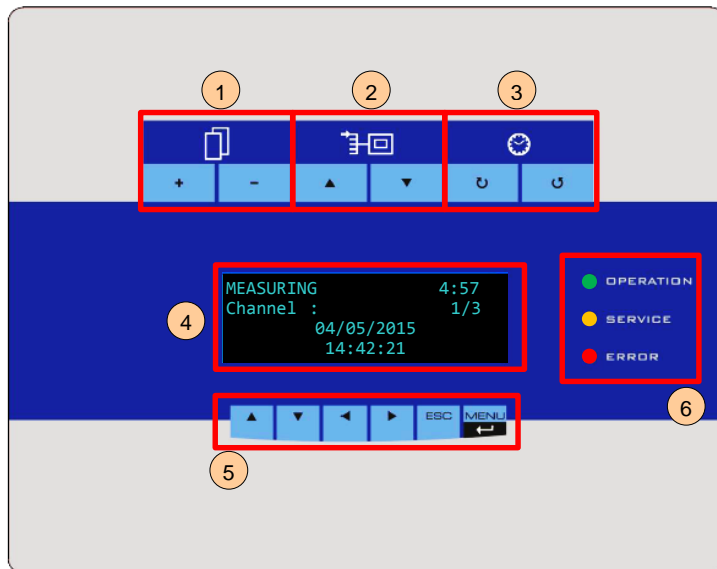 1
2
3
+ -
▲ ▼
↻ ↺
4
MEASURING 4:57
Channel : 1/3
04/05/2015
14:42:21
OPERATION
SERVICE
ERROR
6
▲ ▼ ◄ ► ESC MENU
5